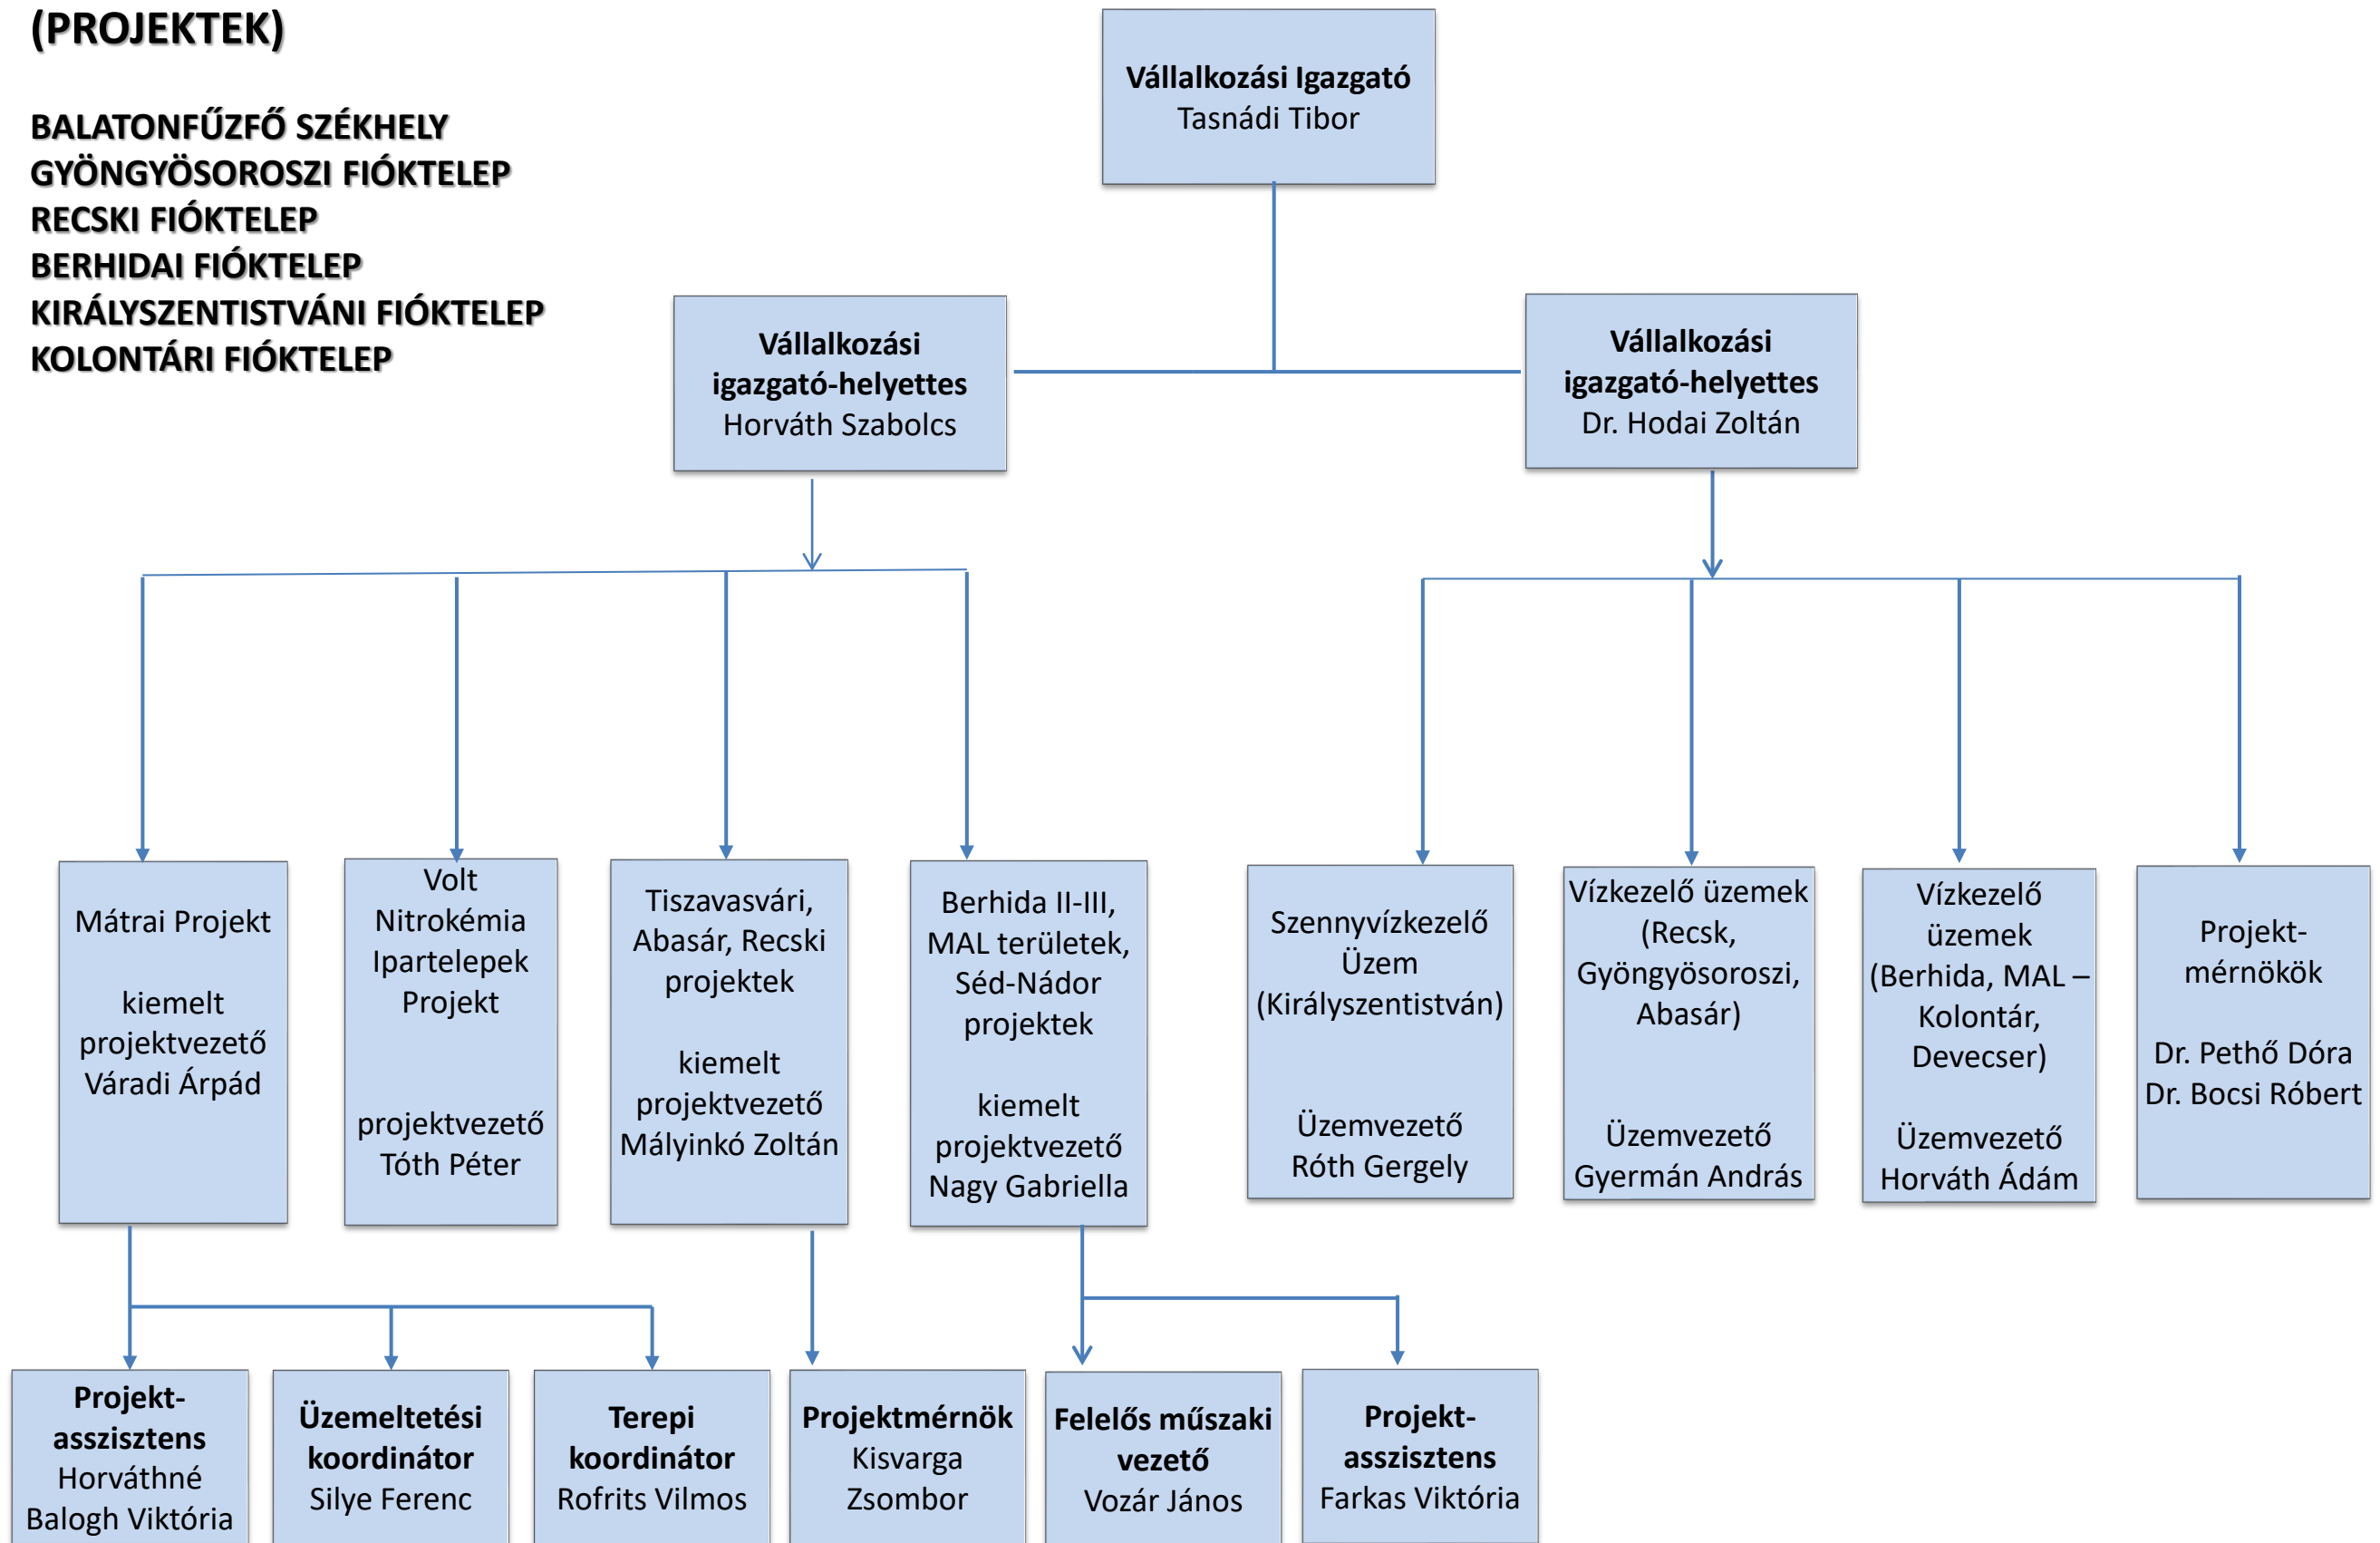 (PROJEKTEK)
BALATONFŰZFŐ SZÉKHELY
GYÖNGYÖSOROSZI FIÓKTELEP
RECSKI FIÓKTELEP
BERHIDAI FIÓKTELEP
KIRÁLYSZENTISTVÁNI FIÓKTELEP
KOLONTÁRI FIÓKTELEP
Vállalkozási Igazgató
Tasnádi Tibor
Vállalkozási
igazgató-helyettes
Horváth Szabolcs
Vállalkozási
igazgató-helyettes
Dr. Hodai Zoltán
Mátrai Projekt
kiemelt
projektvezető
Váradi Árpád
Volt
Nitrokémia
Ipartelepek
Projekt
projektvezető
Tóth Péter
Tiszavasvári,
Abasár, Recski
projektek
kiemelt
projektvezető
Mályinkó Zoltán
Berhida II-III,
MAL területek,
Séd-Nádor
projektek
kiemelt
projektvezető
Nagy Gabriella
Szennyvízkezelő
Üzem
(Királyszentistván)
Üzemvezető
Róth Gergely
Vízkezelő üzemek
(Recsk,
Gyöngyösoroszi,
Abasár)
Üzemvezető
Gyermán András
Vízkezelő
üzemek
(Berhida, MAL –
Kolontár,
Devecser)
Üzemvezető
Horváth Ádám
Projekt-
mérnökök
Dr. Pethő Dóra
Dr. Bocsi Róbert
Projekt-
asszisztens
Horváthné
Balogh Viktória
Üzemeltetési
koordinátor
Silye Ferenc
Terepi
koordinátor
Rofrits Vilmos
Projektmérnök
Kisvarga
Zsombor
Felelős műszaki
vezető
Vozár János
Projekt-
asszisztens
Farkas Viktória